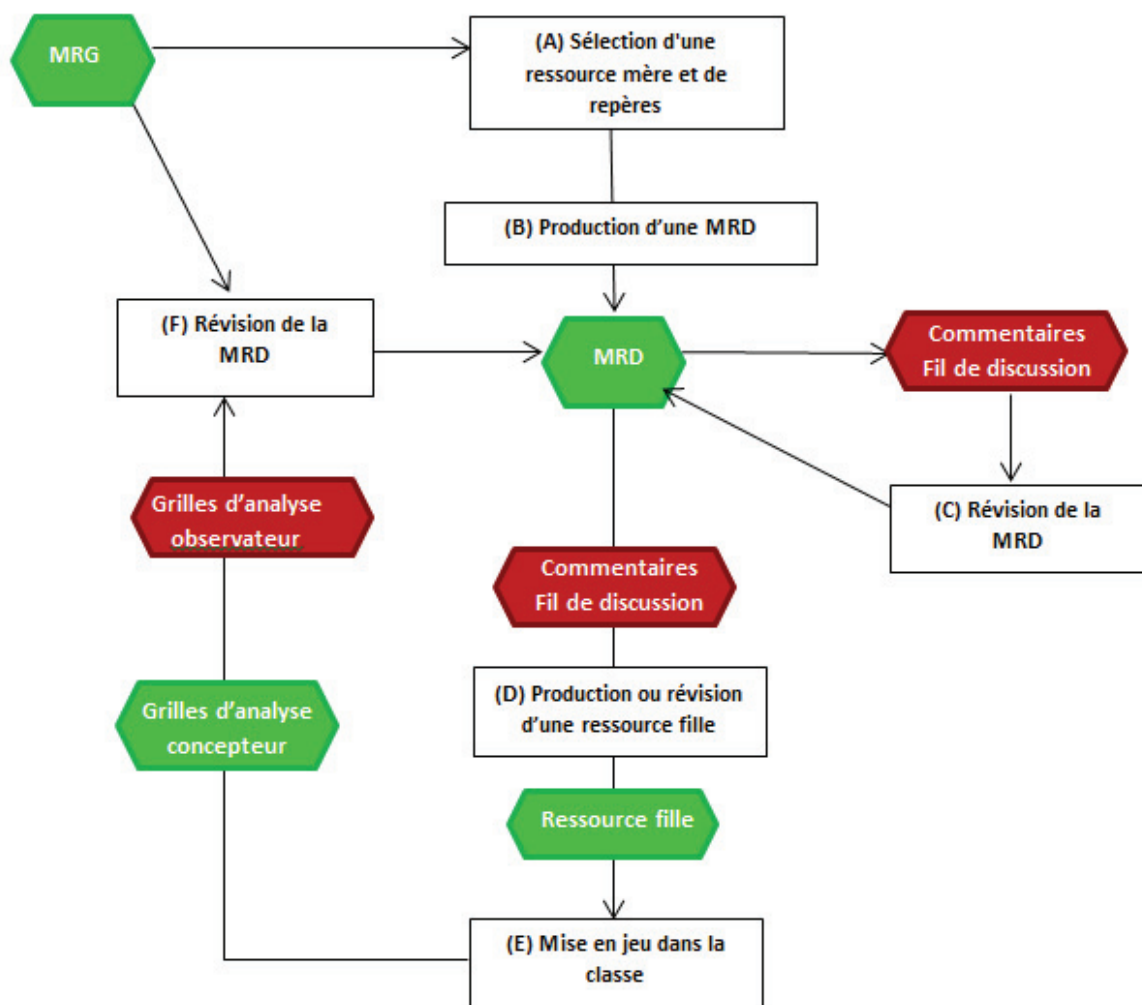 MRG
(A) Sélection d'une
ressource mère et de
repères
(B) Production d’une MRD
(F) Révision de la
MRD
MRD
Commentaires
Fil de discussion
(C) Révision de la
MRD
Grilles d’analyse
observateur
Commentaires
Fil de discussion
(D) Production ou révision
d’une ressource fille
Grilles d’analyse
concepteur
Ressource fille
(E) Mise en jeu dans la
classe